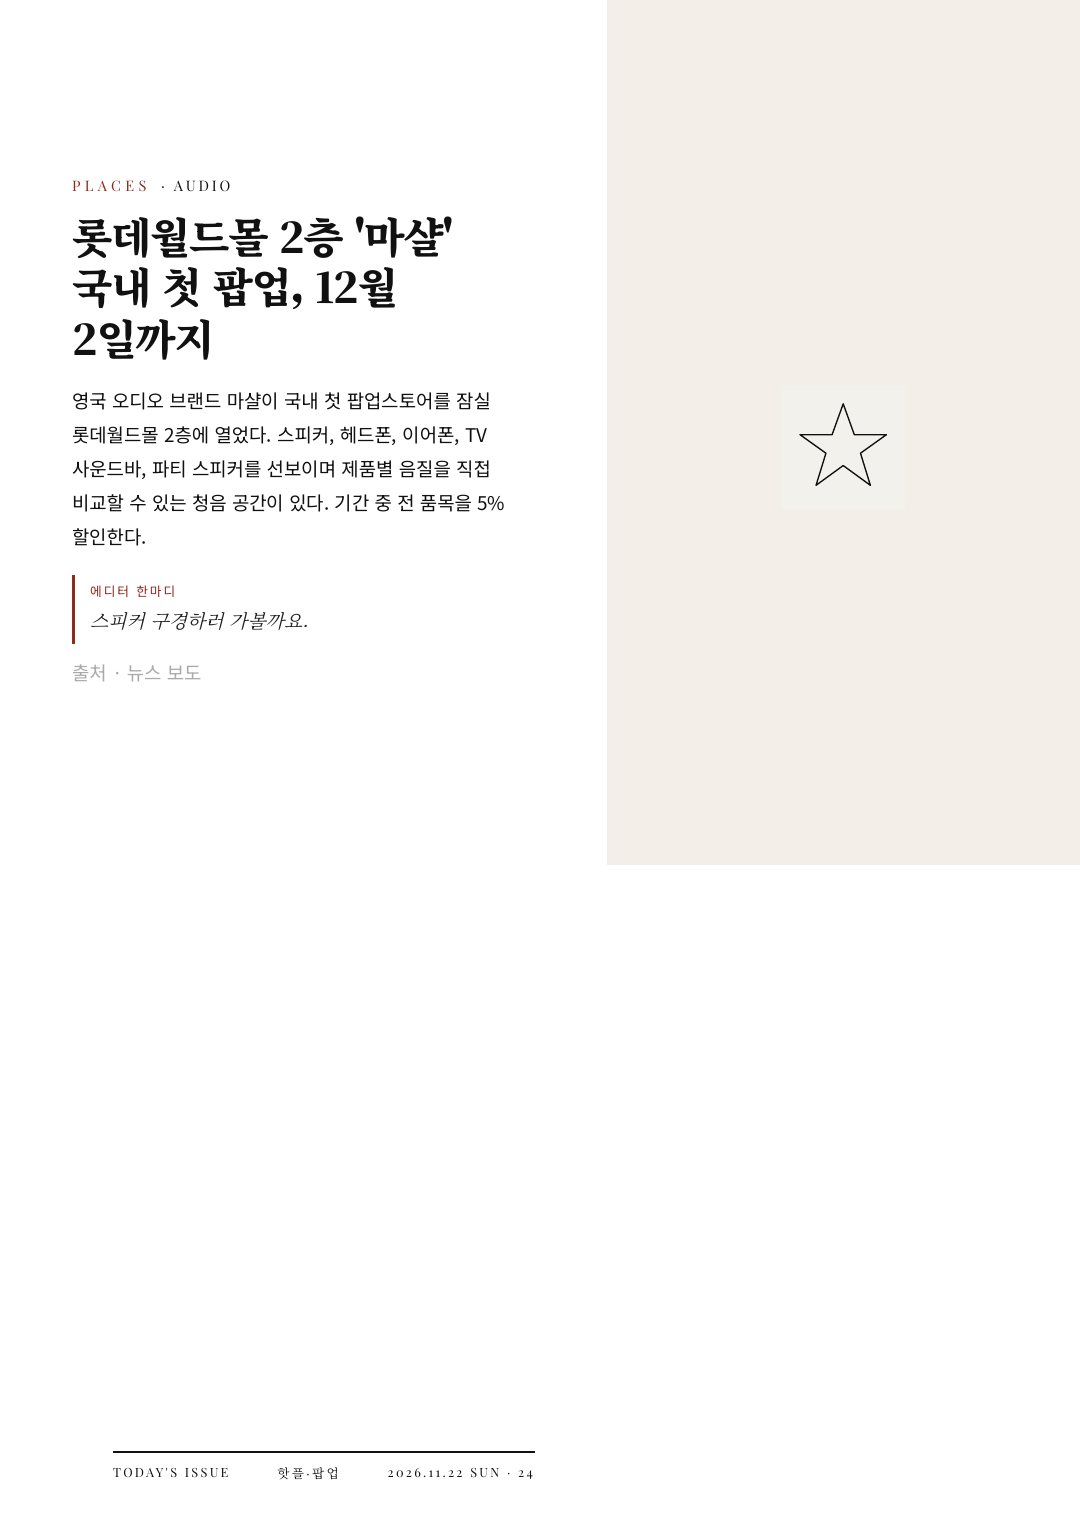 PLACES · AUDIO
롯데월드몰 2층 '마샬'
국내 첫 팝업, 12월
2일까지
영국 오디오 브랜드 마샬이 국내 첫 팝업스토어를 잠실
롯데월드몰 2층에 열었다. 스피커, 헤드폰, 이어폰, TV
사운드바, 파티 스피커를 선보이며 제품별 음질을 직접
비교할 수 있는 청음 공간이 있다. 기간 중 전 품목을 5%
할인한다.
에디터 한마디
스피커 구경하러 가볼까요.
출처 · 뉴스 보도
TODAY'S ISSUE 핫플·팝업 2026.11.22 SUN · 24